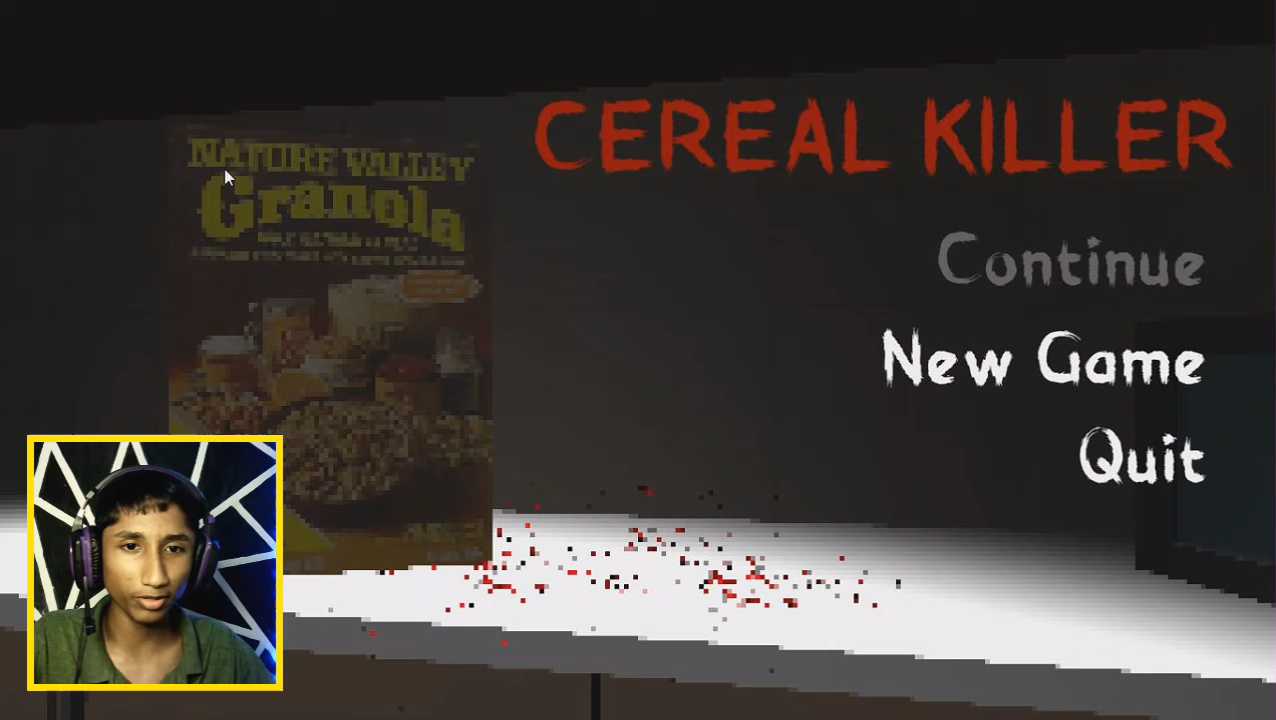 NATURE VALLEY
Granola
CEREAL KILLER
Continue
New Game
Quit